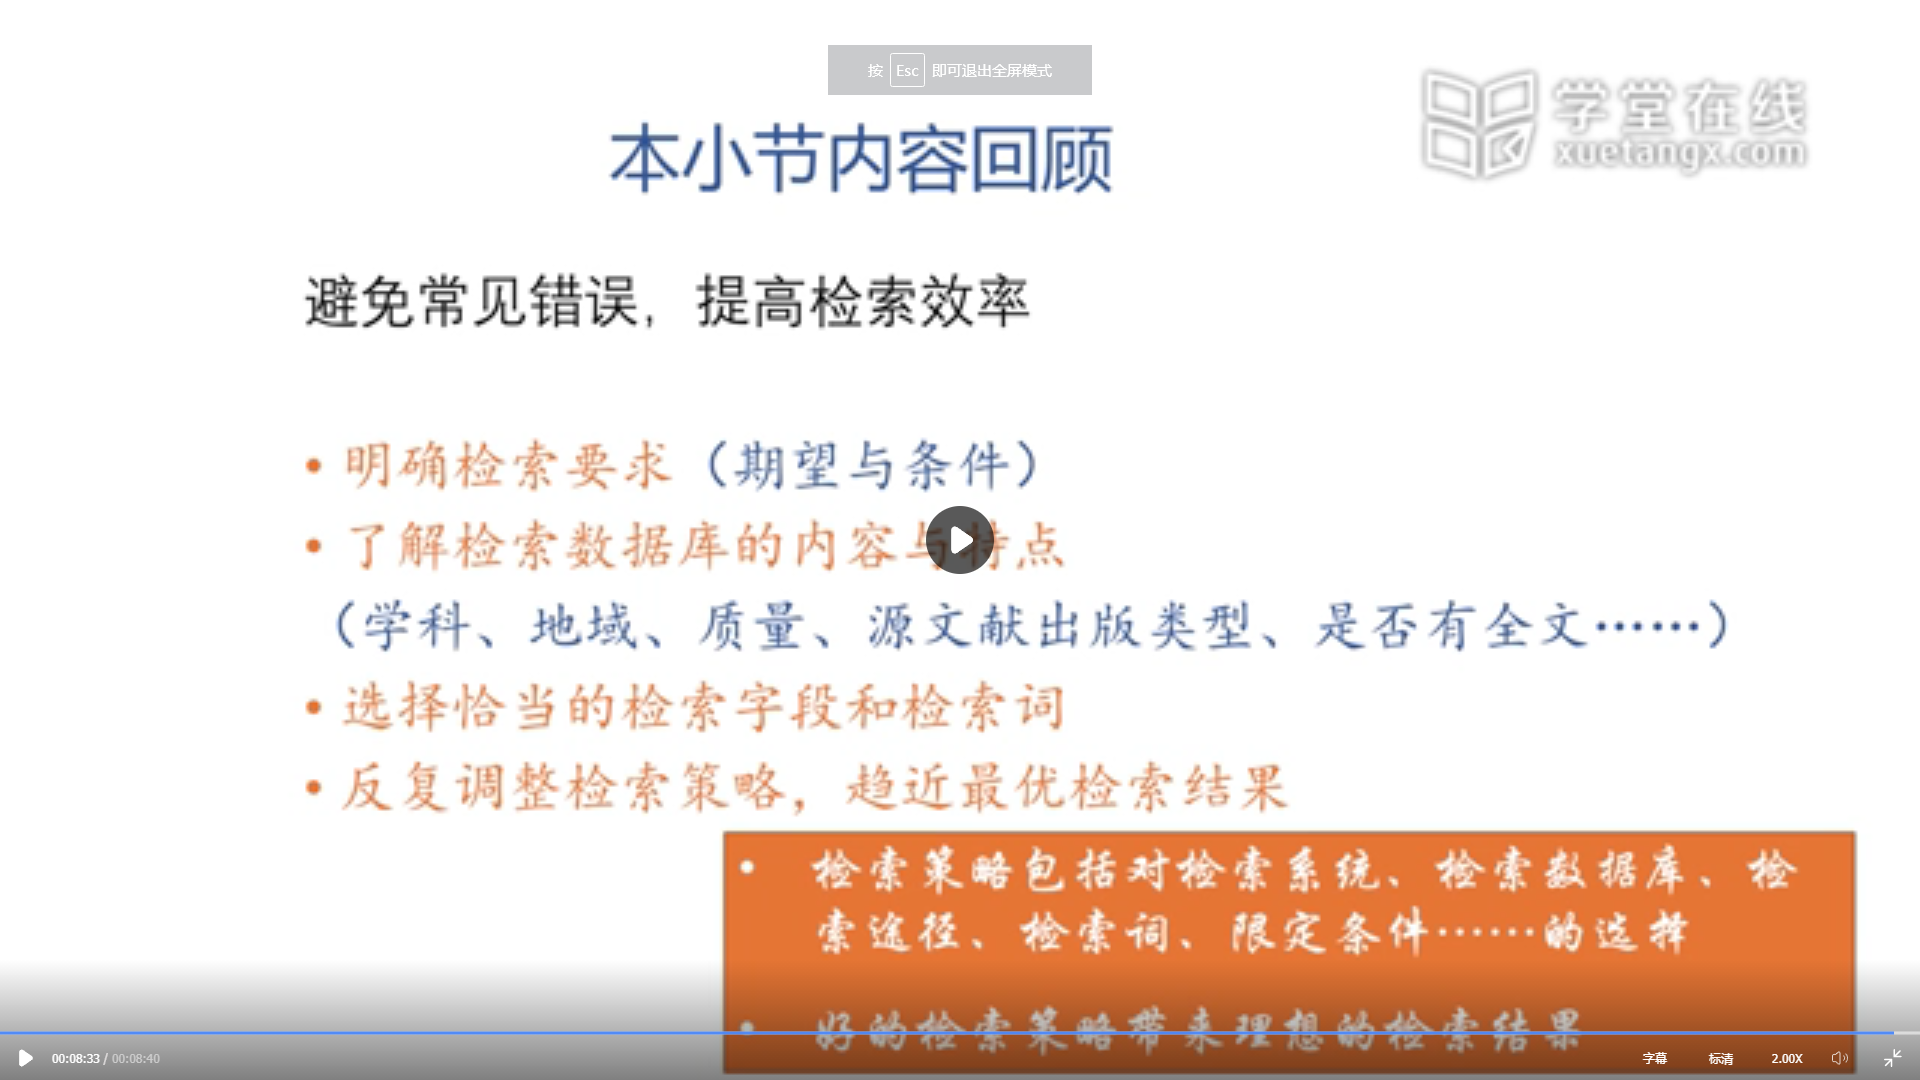 按 Esc 即可退出全屏模式
学堂在线
xuetangx.com
本小节内容回顾
避免常见错误，提高检索效率
• 明确检索要求（期望与条件）
• 了解检索数据库的内容与特点
（学科、地域、质量、源文献出版类型、是否有全文……）
• 选择恰当的检索字段和检索词
• 反复调整检索策略，趋近最优检索结果
• 检索策略包括对检索系统、检索数据库、检
索途径、检索词、限定条件……的选择
• 好的检索策略带来理想的检索结果
00:08:33 / 00:08:40
字幕 标清 2.00X